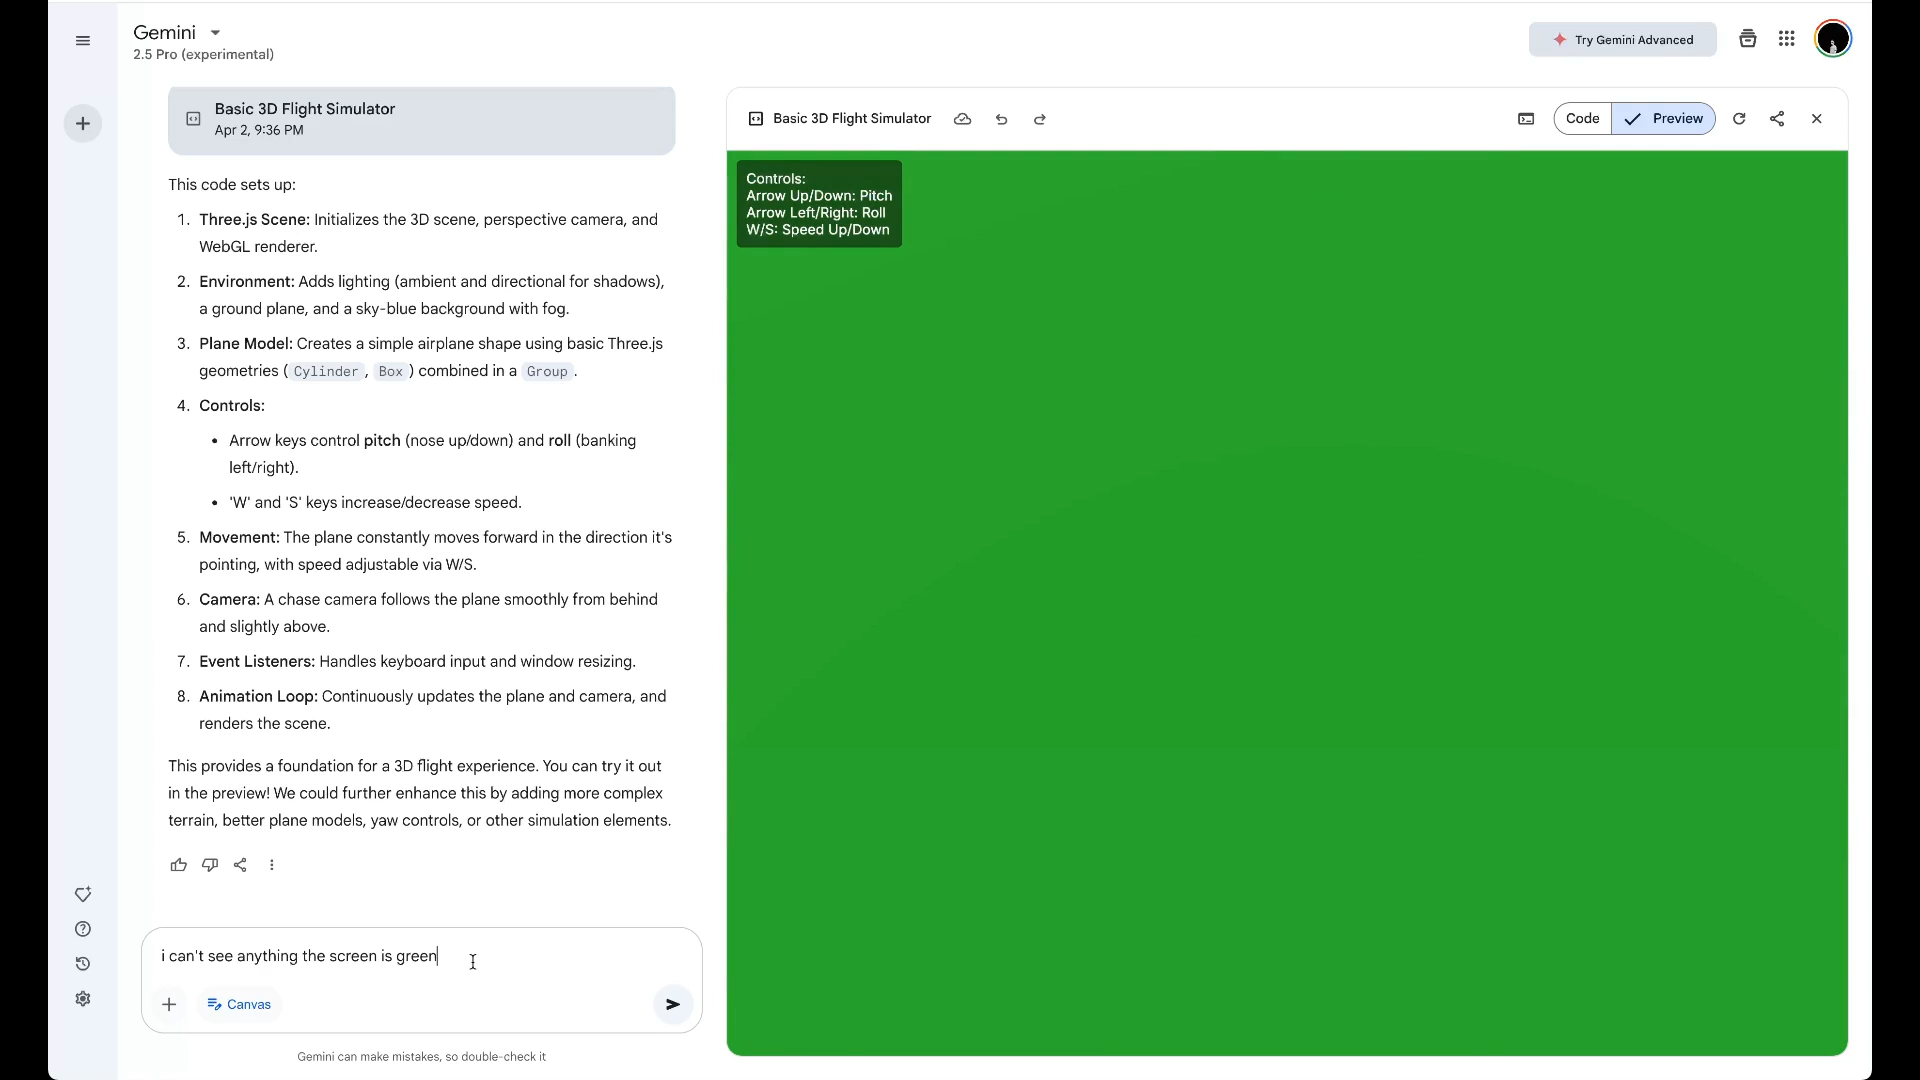 Gemini
2.5 Pro (experimental)
Try Gemini Advanced
Basic 3D Flight Simulator
Apr 2, 9:36 PM
This code sets up:
1. Three.js Scene: Initializes the 3D scene, perspective camera, and
WebGL renderer.
2. Environment: Adds lighting (ambient and directional for shadows),
a ground plane, and a sky-blue background with fog.
3. Plane Model: Creates a simple airplane shape using basic Three.js
geometries ( Cylinder , Box ) combined in a Group .
4. Controls:
• Arrow keys control pitch (nose up/down) and roll (banking
left/right).
• 'W' and 'S' keys increase/decrease speed.
5. Movement: The plane constantly moves forward in the direction it's
pointing, with speed adjustable via W/S.
6. Camera: A chase camera follows the plane smoothly from behind
and slightly above.
7. Event Listeners: Handles keyboard input and window resizing.
8. Animation Loop: Continuously updates the plane and camera, and
renders the scene.
This provides a foundation for a 3D flight experience. You can try it out
in the preview! We could further enhance this by adding more complex
terrain, better plane models, yaw controls, or other simulation elements.
i can't see anything the screen is green
Canvas
Gemini can make mistakes, so double-check it
Basic 3D Flight Simulator
Code
Preview
Controls:
Arrow Up/Down: Pitch
Arrow Left/Right: Roll
W/S: Speed Up/Down